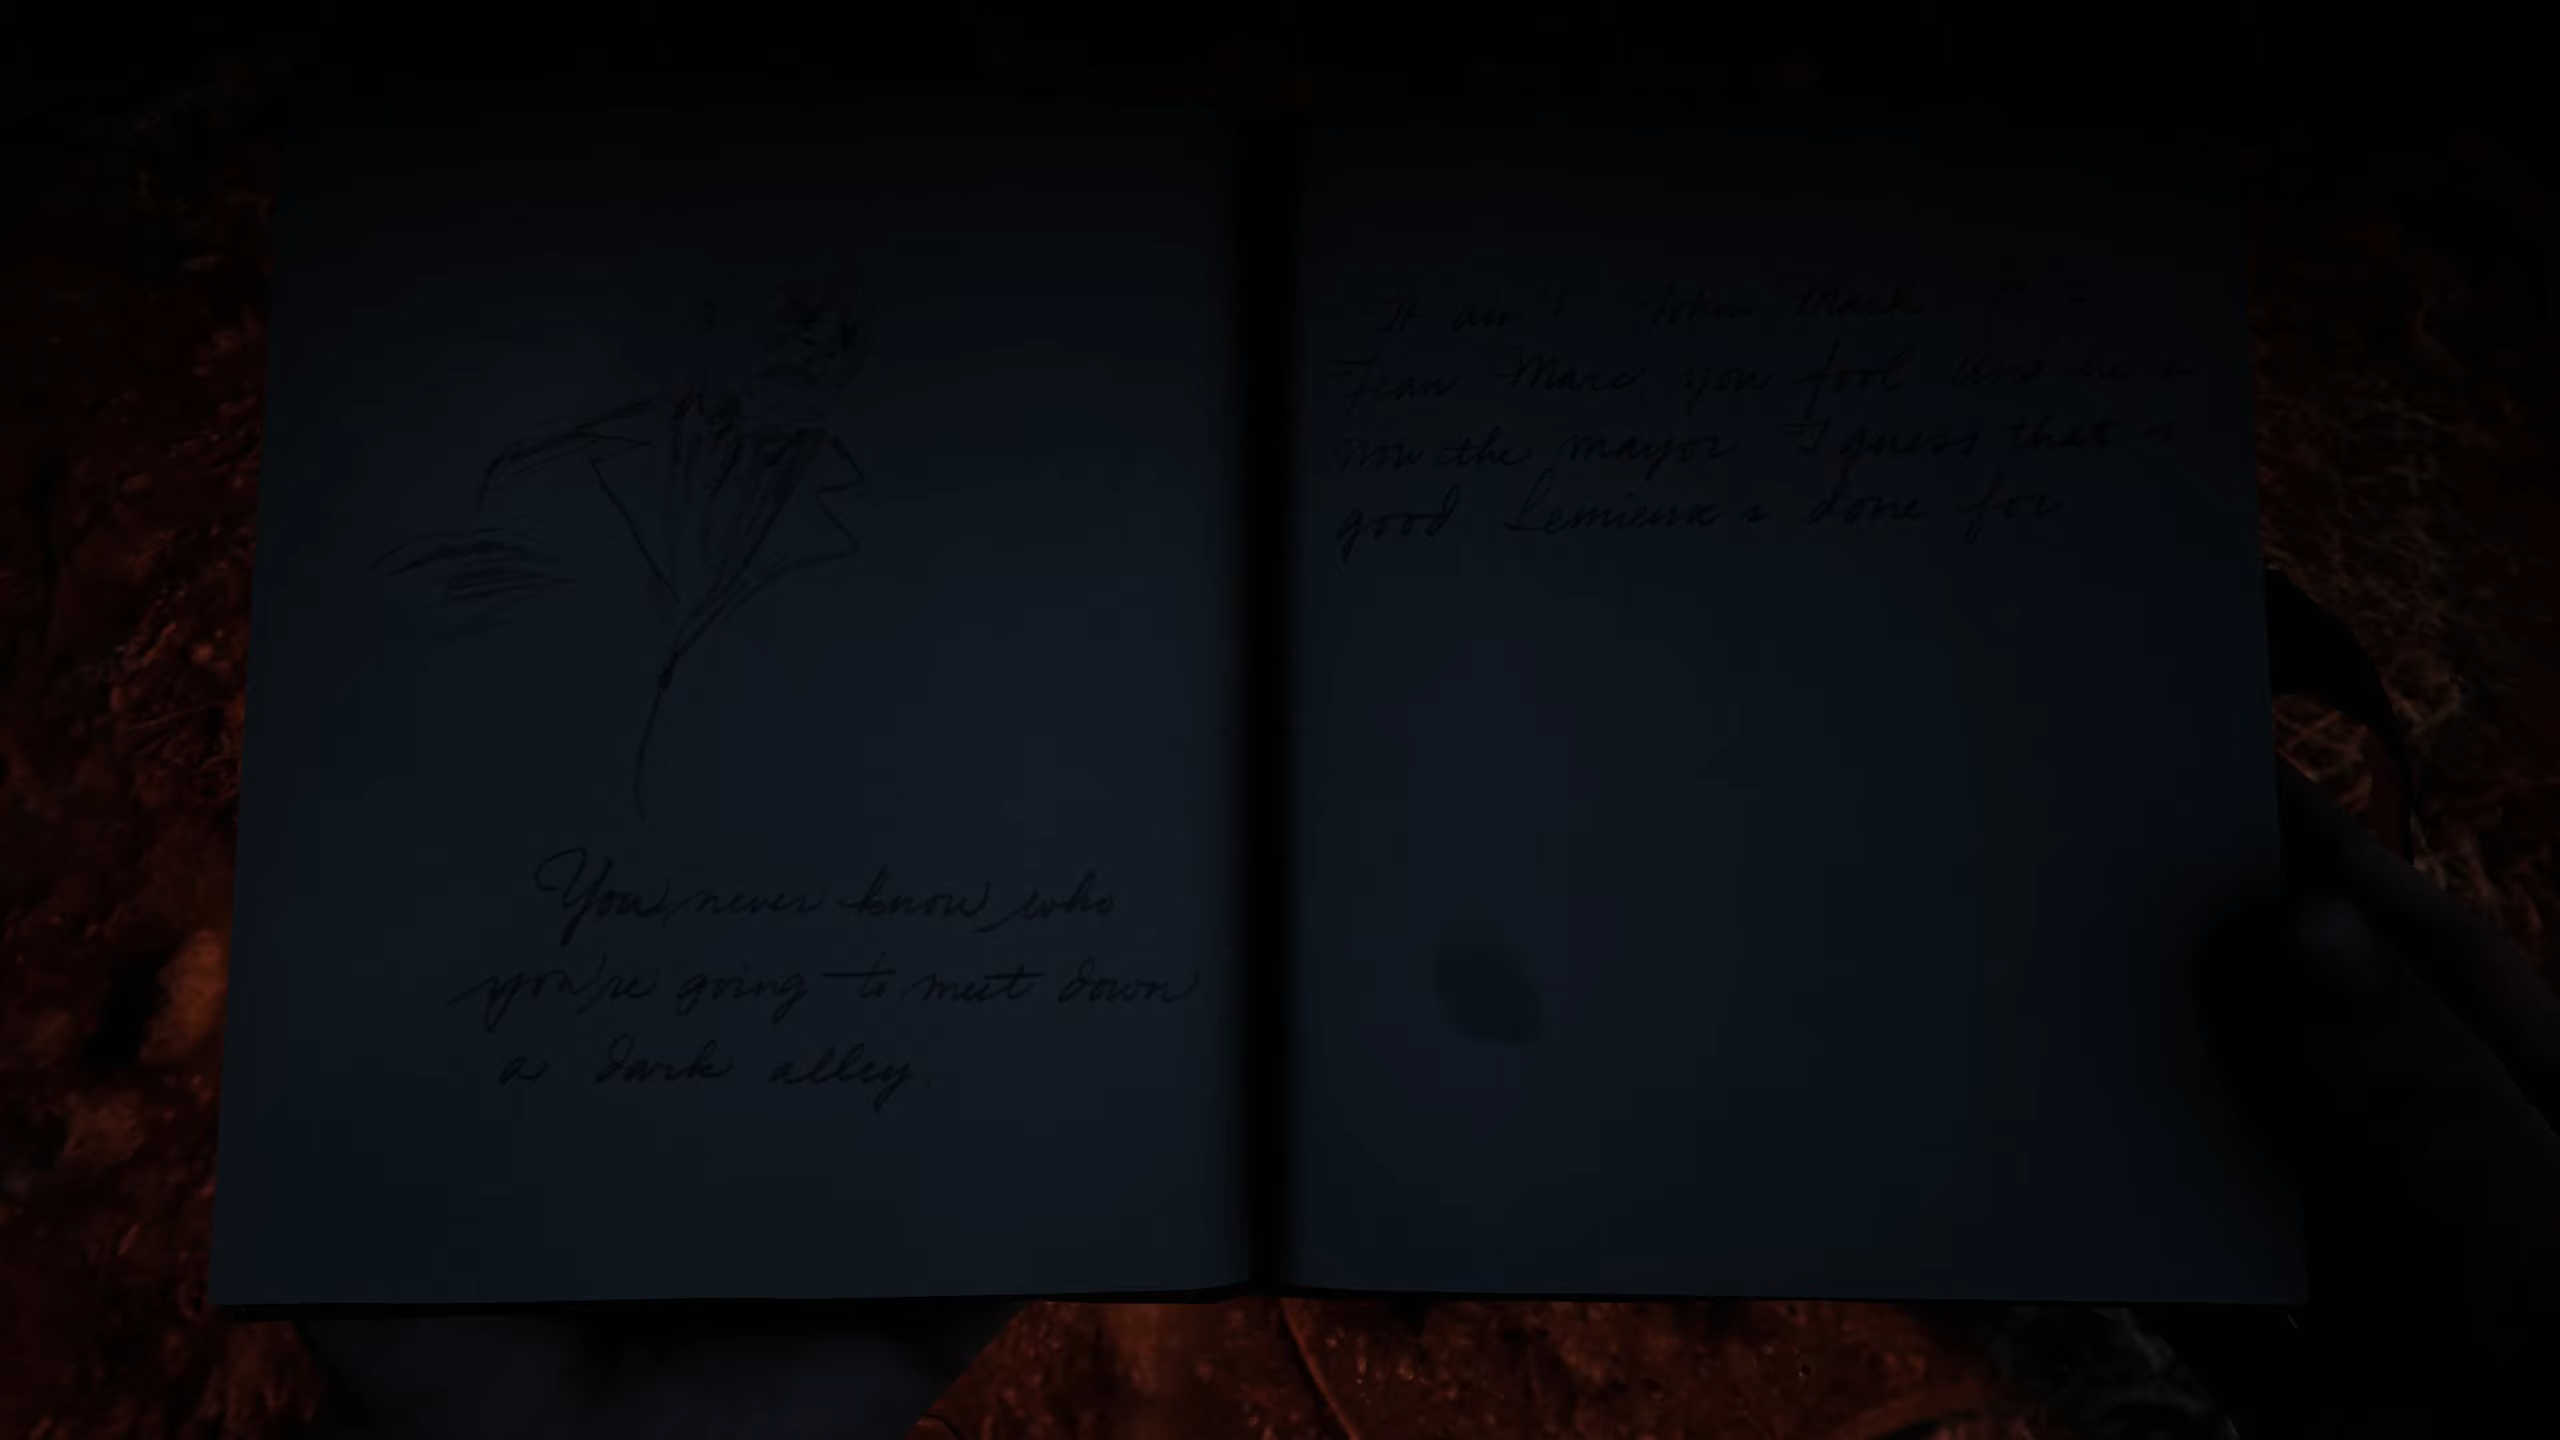 You never know who
you're going to meet down
a dark alley.
It ain't John Mack
Jean Marc, you fool
now the mayor I guess that s
good Lemieux s done for